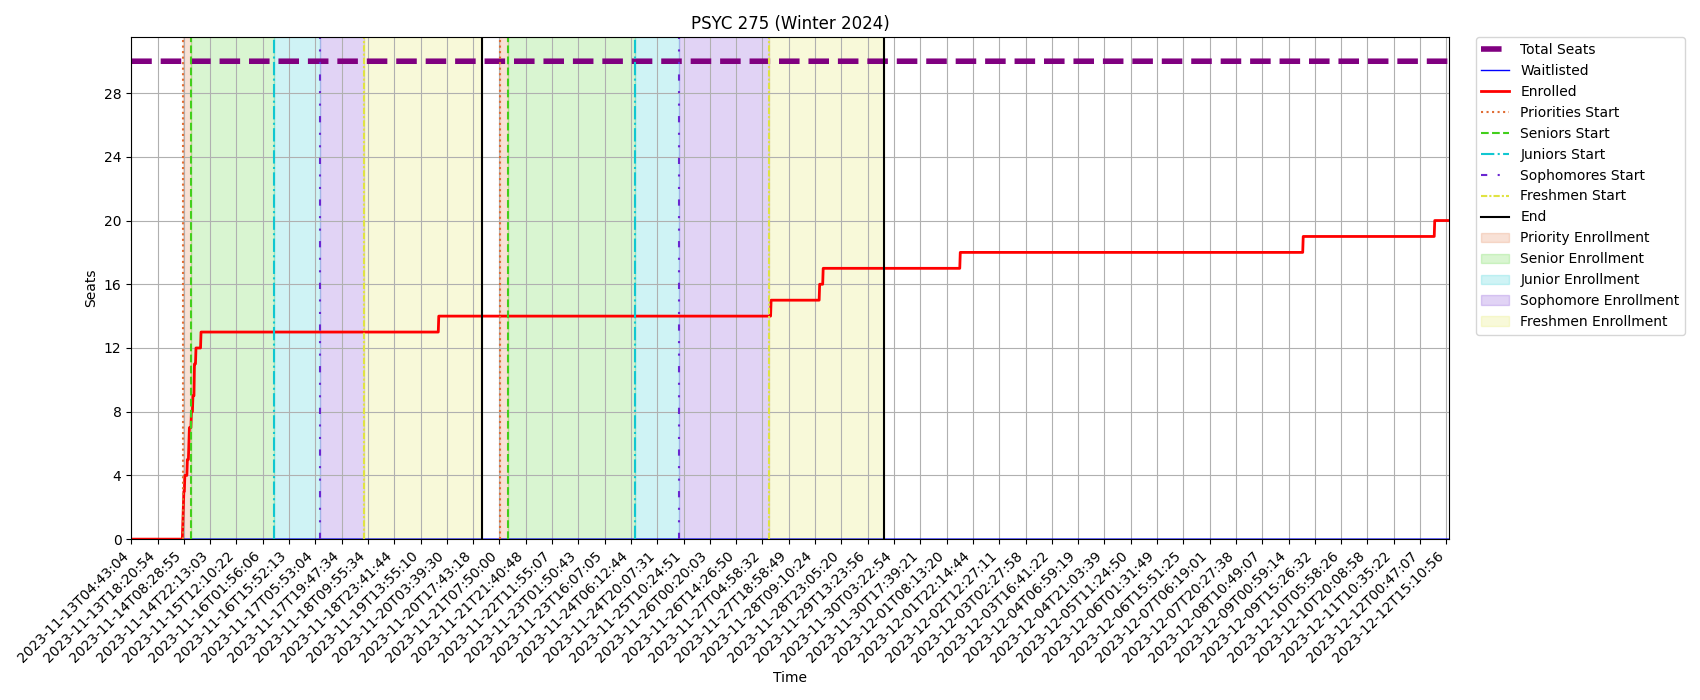 PSYC 275 (Winter 2024)
Total Seats
Waitlisted
Enrolled
Priorities Start
Seniors Start
Juniors Start
Sophomores Start
Freshmen Start
End
Priority Enrollment
Senior Enrollment
Junior Enrollment
Sophomore Enrollment
Freshmen Enrollment
Seats
28
24
20
16
12
8
4
0
2023-11-13T04:43:04
2023-11-13T18:20:54
2023-11-14T08:28:55
2023-11-14T22:13:03
2023-11-15T12:10:22
2023-11-16T01:56:06
2023-11-16T15:52:13
2023-11-17T05:53:04
2023-11-17T19:47:34
2023-11-18T09:55:34
2023-11-18T23:41:44
2023-11-19T13:55:10
2023-11-20T03:39:30
2023-11-20T17:43:18
2023-11-21T07:50:00
2023-11-21T21:40:48
2023-11-22T11:55:07
2023-11-23T01:50:43
2023-11-23T16:07:05
2023-11-24T06:12:44
2023-11-24T20:07:31
2023-11-25T10:24:51
2023-11-26T00:20:03
2023-11-26T14:26:50
2023-11-27T04:58:32
2023-11-27T18:58:49
2023-11-28T09:10:24
2023-11-28T23:05:20
2023-11-29T13:23:56
2023-11-30T03:22:54
2023-11-30T17:39:21
2023-12-01T08:13:20
2023-12-01T22:14:44
2023-12-02T12:27:11
2023-12-03T02:27:58
2023-12-03T16:41:22
2023-12-04T06:59:19
2023-12-04T21:03:39
2023-12-05T11:24:50
2023-12-06T01:31:49
2023-12-06T15:51:25
2023-12-07T06:19:01
2023-12-07T20:27:38
2023-12-08T10:49:07
2023-12-09T00:59:14
2023-12-09T15:26:32
2023-12-10T05:58:26
2023-12-10T20:08:58
2023-12-11T10:35:22
2023-12-12T00:47:07
2023-12-12T15:10:56
Time